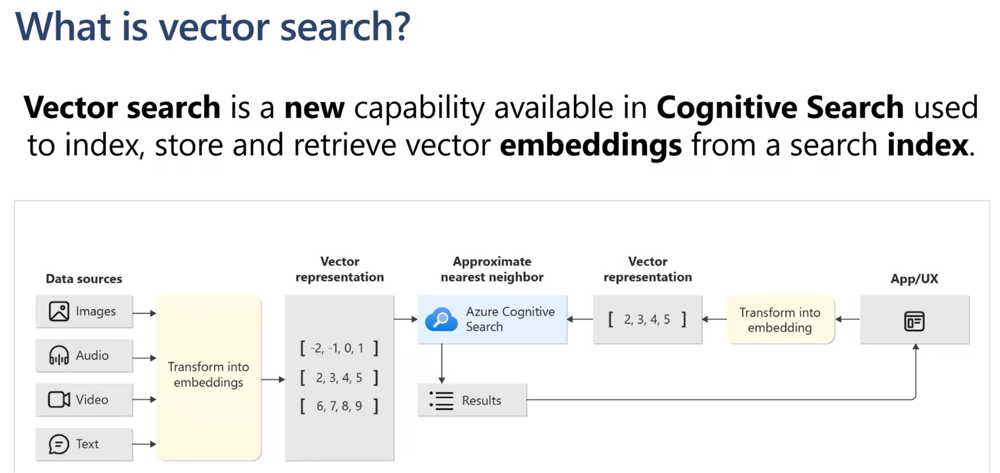 What is vector search?
Vector search is a new capability available in Cognitive Search used
to index, store and retrieve vector embeddings from a search index.
Data sources
Images
Audio
Video
Text
Transform into
embeddings
Vector
representation
[ -2, -1, 0, 1 ]
[ 2, 3, 4, 5 ]
[ 6, 7, 8, 9 ]
Approximate
nearest neighbor
Azure Cognitive
Search
Results
Vector
representation
[ 2, 3, 4, 5 ]
Transform into
embedding
App/UX